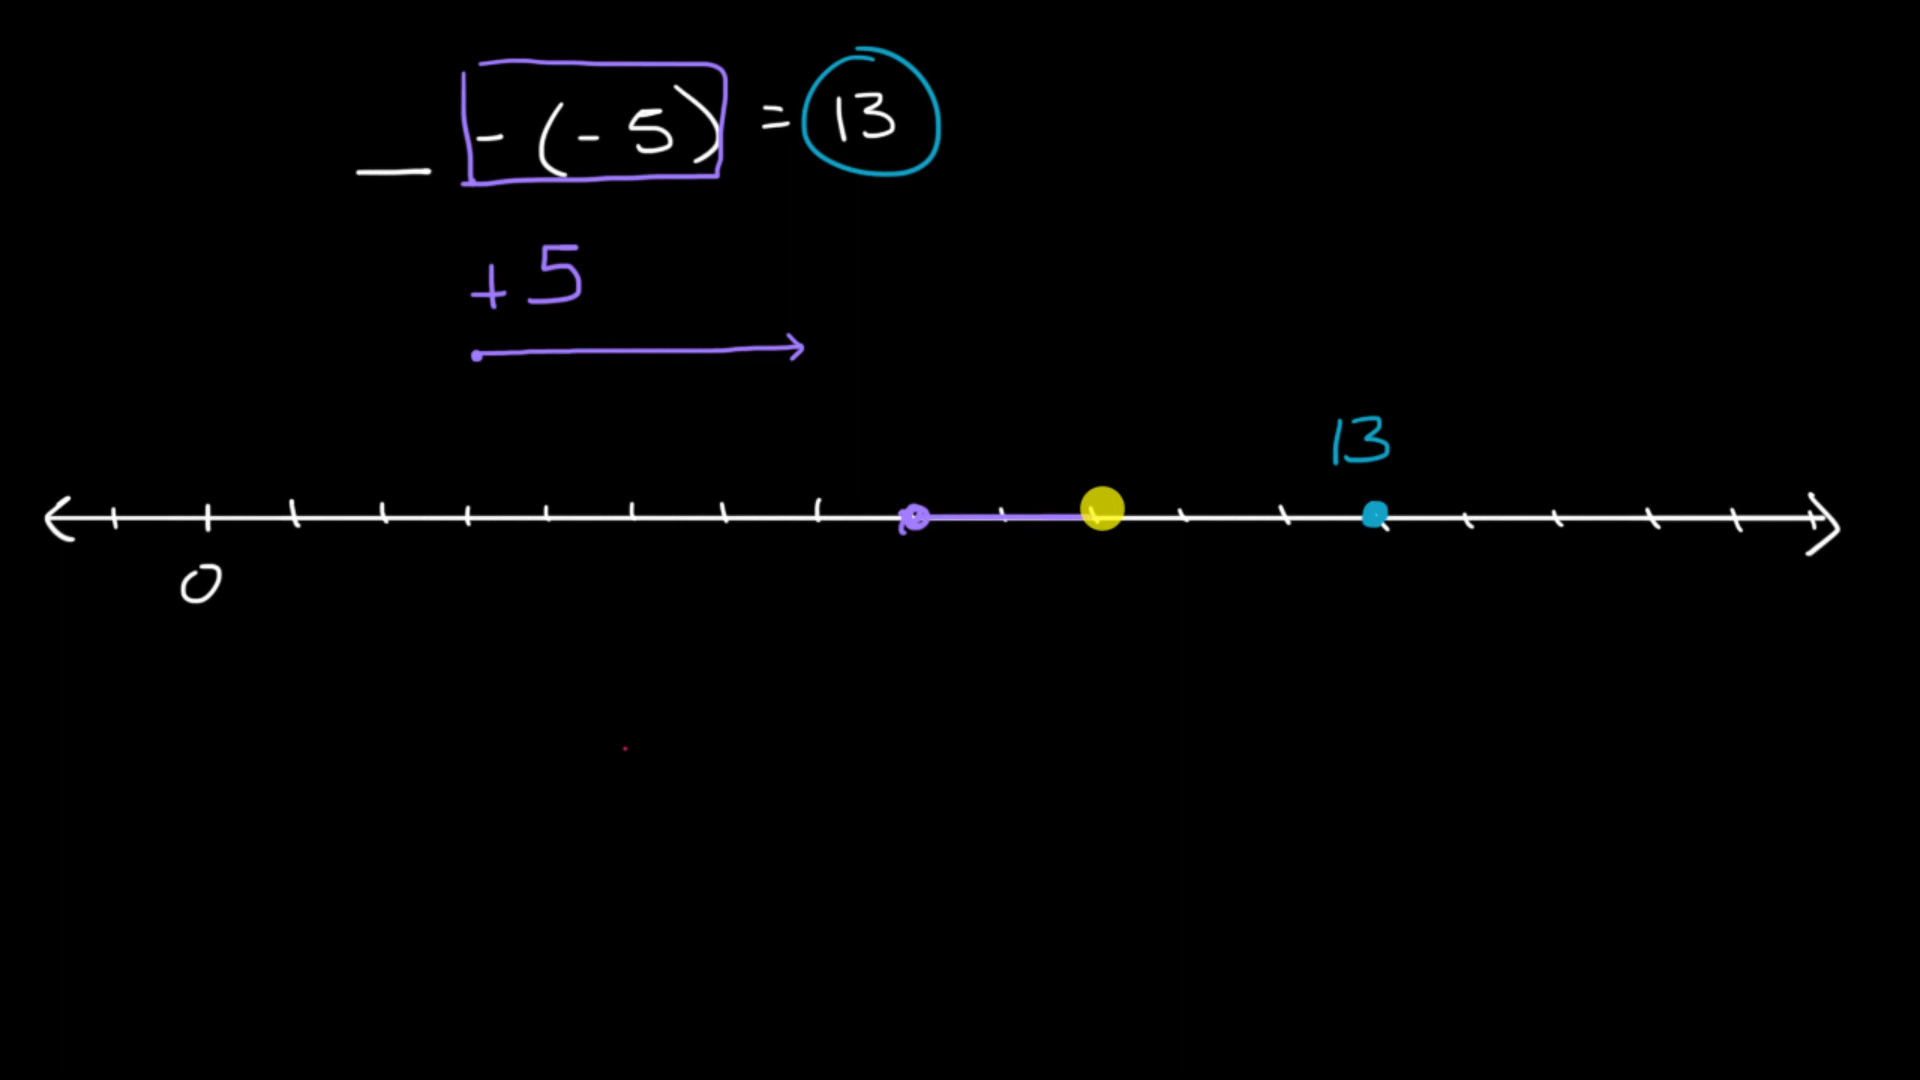 _ - (- 5) = 13
+ 5
13
0